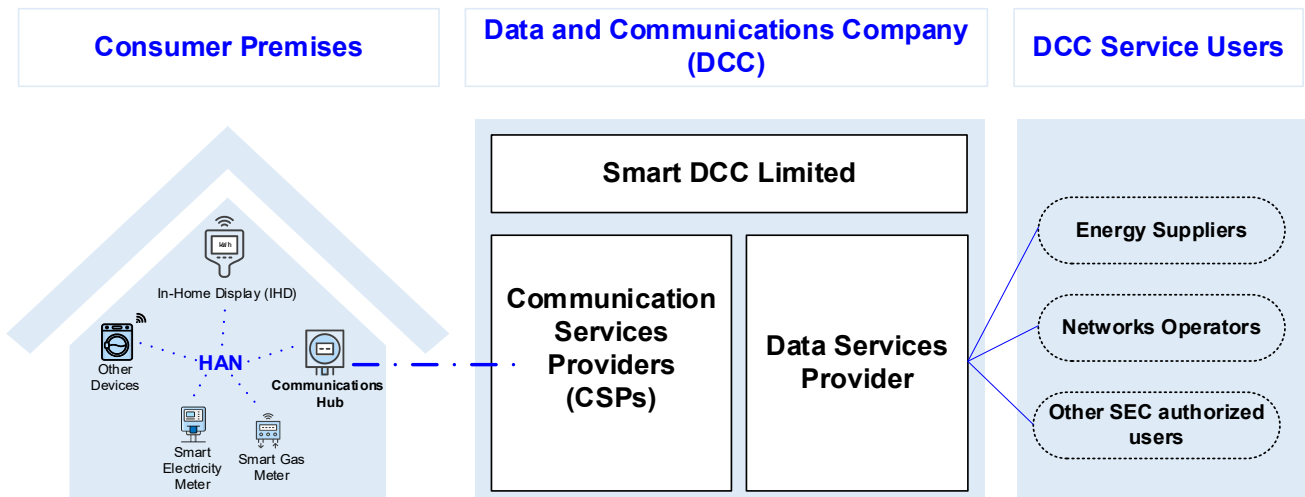 Consumer Premises
Data and Communications Company
(DCC)
DCC Service Users
Smart DCC Limited
kWh
In-Home Display (IHD)
Other
Devices
HAN
Communications
Hub
Smart
Electricity
Meter
Smart Gas
Meter
Communication
Services
Providers
(CSPs)
Data Services
Provider
Energy Suppliers
Networks Operators
Other SEC authorized
users